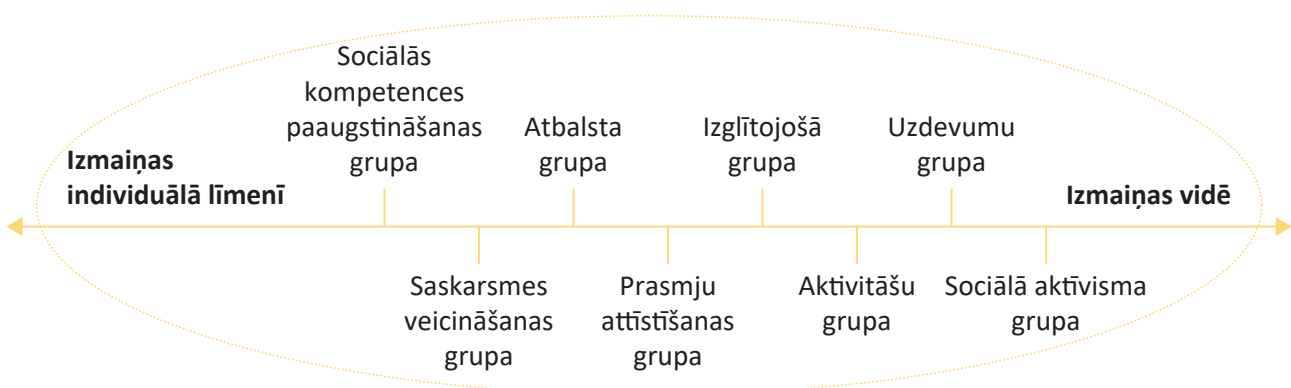 Sociālās
kompetences
paaugstināšanas
grupa
Atbalsta
grupa
Izglītojošā
grupa
Uzdevumu
grupa
Izmaiņas
individuālā līmenī
Izmaiņas vidē
Saskarsmes
veicināšanas
grupa
Prasmju
attīstīšanas
grupa
Aktivitāšu
grupa
Sociālā aktīvisma
grupa